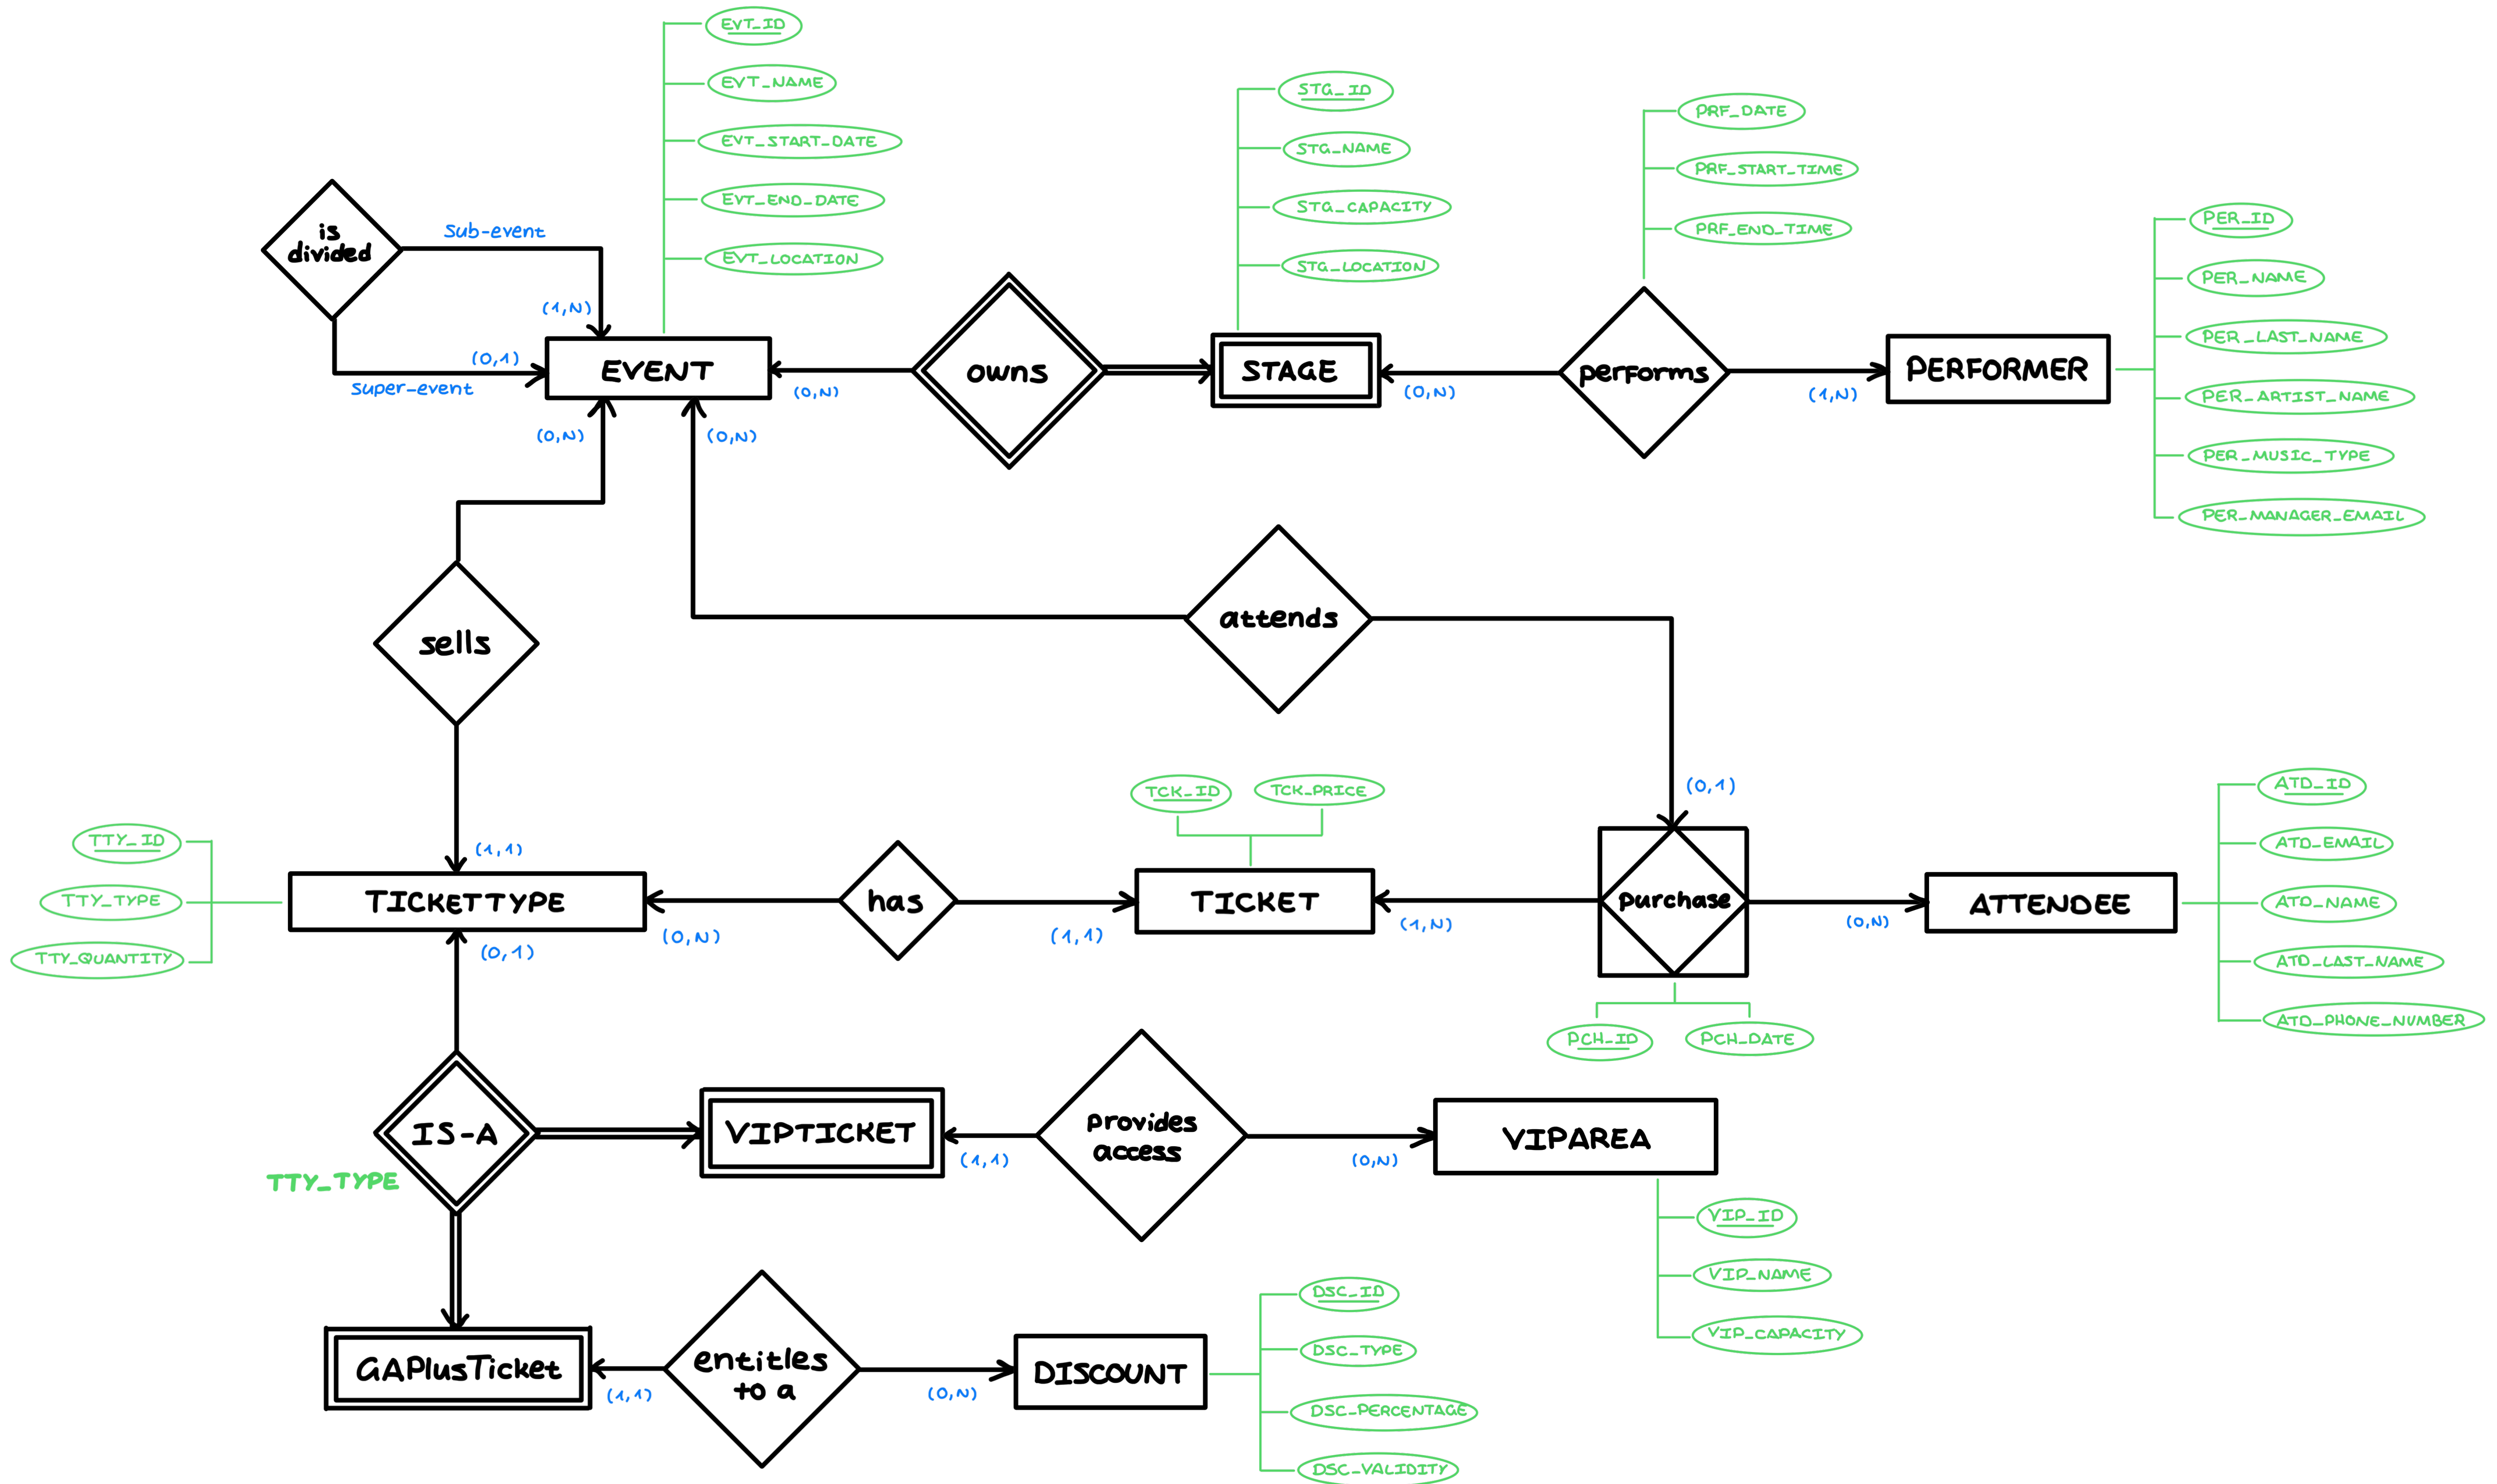 EVT_ID
EVT_NAME
EVT_START_DATE
EVT_END_DATE
EVT_LOCATION
STG_ID
STG_NAME
STG_CAPACITY
STG_LOCATION
PRF_DATE
PRF_START_TIME
PRF_END_TIME
PER_ID
PER_NAME
PER_LAST_NAME
PER_ARTIST_NAME
PER_MUSIC_TYPE
PER_MANAGER_EMAIL
is
divided
Sub-event
(1,N)
(0,1)
Super-event
EVENT
(0,N)
owns
STAGE
(0,N)
performs
(1,N)
PERFORMER
(0,N)
(0,N)
sells
attends
(0,1)
(1,1)
TTY_ID
TTY_TYPE
TTY_QUANTITY
TICKETTYPE
(0,1)
(0,N)
has
(1,1)
TCK_ID
TCK_PRICE
TICKET
(1,N)
purchase
(0,N)
ATTENDEE
ATD_ID
ATD_EMAIL
ATD_NAME
ATD_LAST_NAME
ATD_PHONE_NUMBER
PCH_ID
PCH_DATE
IS-A
TTY_TYPE
VIPTICKET
(1,1)
provides
access
(0,N)
VIPAREA
VIP_ID
VIP_NAME
VIP_CAPACITY
GAPlusTicket
(1,1)
entitles
to a
(0,N)
DISCOUNT
DSC_ID
DSC_TYPE
DSC_PERCENTAGE
DSC_VALIDITY